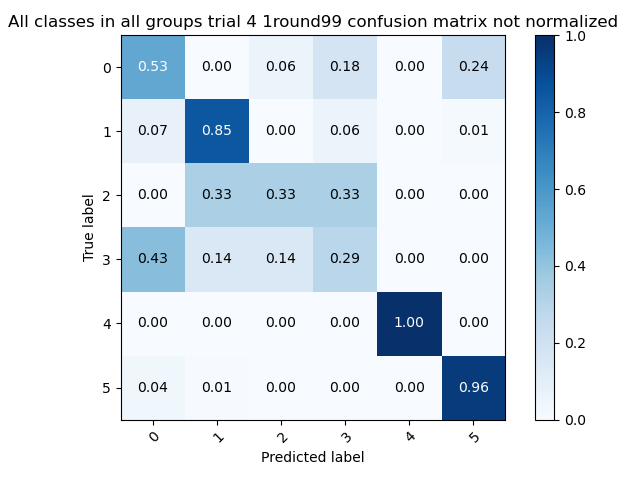 All classes in all groups trial 4 1round99 confusion matrix not normalized
1.0
0 0.53 0.00 0.06 0.18 0.00 0.24
0.8
1 0.07 0.85 0.00 0.06 0.00 0.01
2 0.00 0.33 0.33 0.33 0.00 0.00
0.6
True label
3 0.43 0.14 0.14 0.29 0.00 0.00
0.4
4 0.00 0.00 0.00 0.00 1.00 0.00
0.2
5 0.04 0.01 0.00 0.00 0.00 0.96
0.0
0 1 2 3 4 5
Predicted label